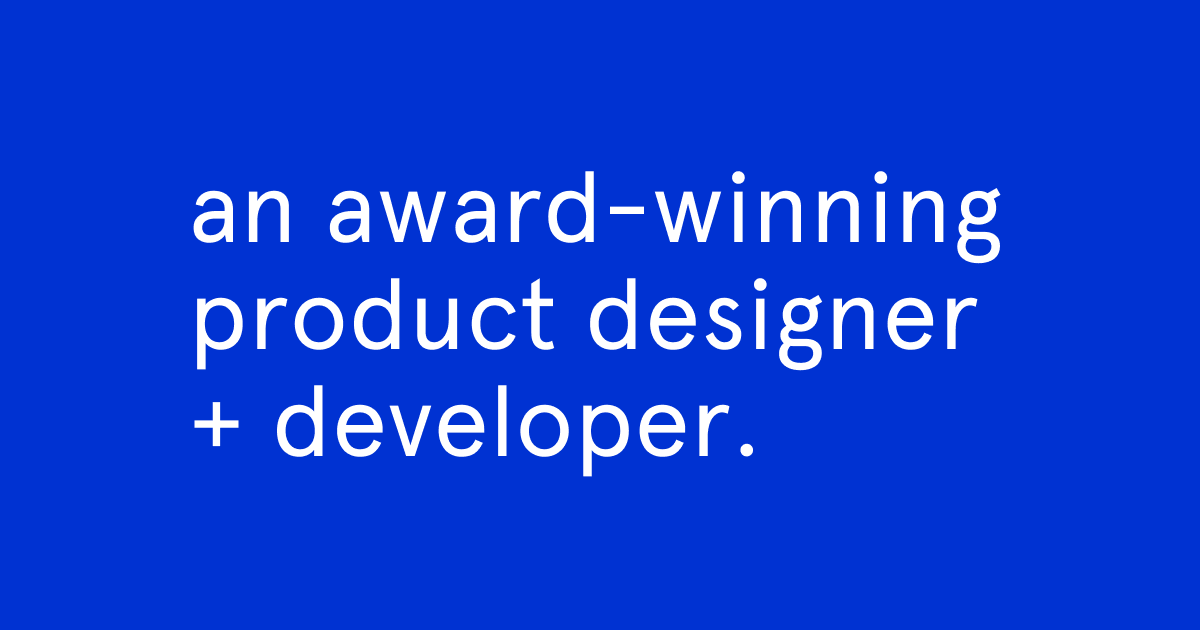 an award-winning
product designer
+ developer.